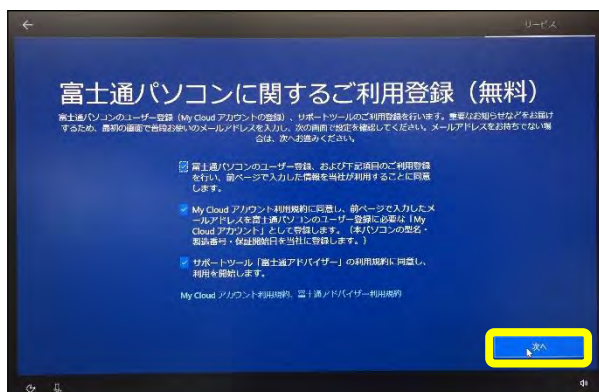 サービス
富士通パソコンに関するご利用登録（無料）
富士通パソコンのユーザー登録（My Cloud アカウントの登録）、サポートツールのご利用登録を行います。重要なお知らせなどをお届け
するため、最初の画面で普段お使いのメールアドレスを入力し、次の画面で設定を確認してください。メールアドレスをお持ちでない場
合は、次へお進みください。
富士通パソコンのユーザー登録、および下記項目のご利用登録
を行い、前ページで入力した情報を当社が利用することに同意
します。
My Cloud アカウント利用規約に同意し、前ページで入力したメ
ールアドレスを富士通パソコンのユーザー登録に必要な「My
Cloud アカウント」として登録します。（本パソコンの型名・
製造番号・保証開始日を当社に登録します。）
サポートツール「富士通アドバイザー」の利用規約に同意し、
利用を開始します。
My Cloud アカウント利用規約、富士通アドバイザー利用規約
次へ